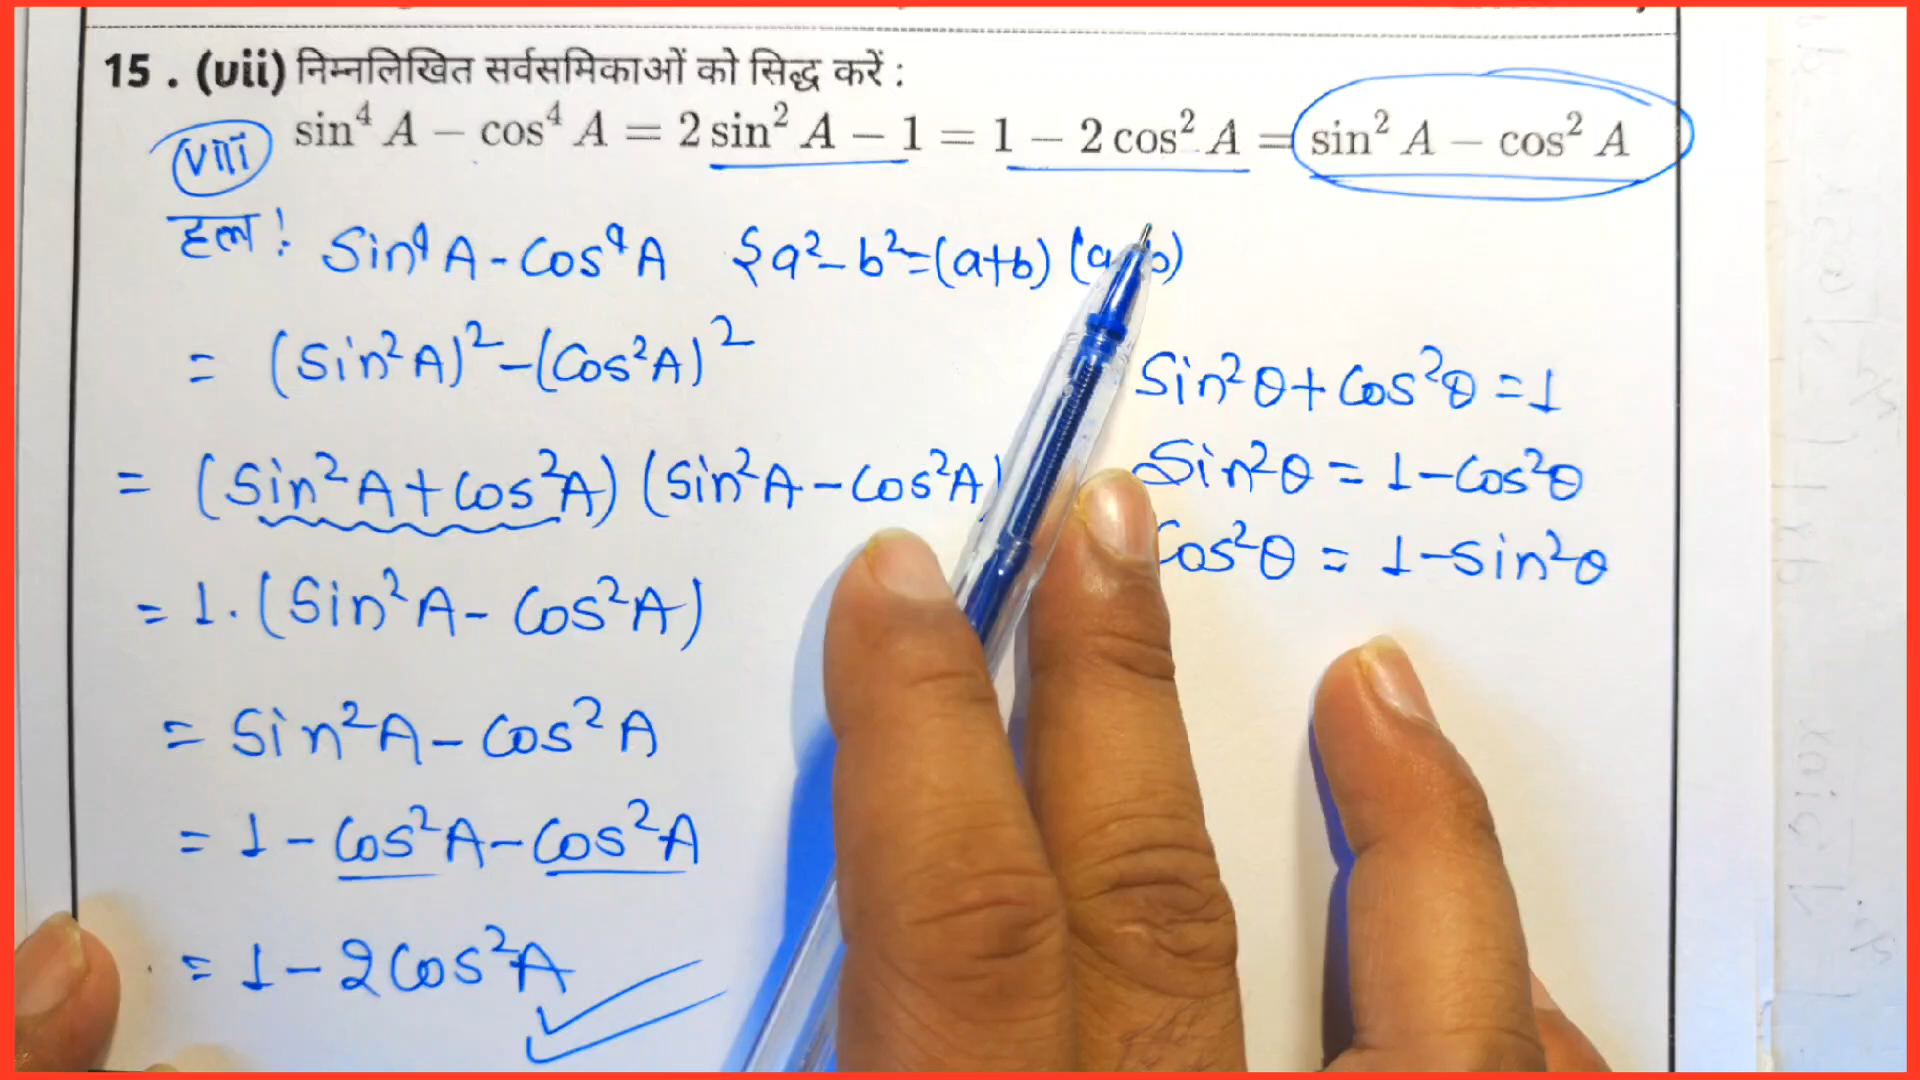 15 . (vii) निम्नलिखित सर्वसमिकाओं को सिद्ध करें :
sin⁴ A − cos⁴ A = 2 sin² A − 1 = 1 − 2 cos² A = sin² A − cos² A
viii
हल : Sin⁴A - Cos⁴A { a² - b² = (a+b) (a-b)
= (Sin²A)² - (Cos²A)²
= (Sin²A + Cos²A) (Sin²A - Cos²A)
= 1. (Sin²A - Cos²A)
= Sin²A - Cos²A
= 1 - Cos²A - Cos²A
= 1 - 2Cos²A
Sin²θ + Cos²θ = 1
Sin²θ = 1 - Cos²θ
Cos²θ = 1 - Sin²θ